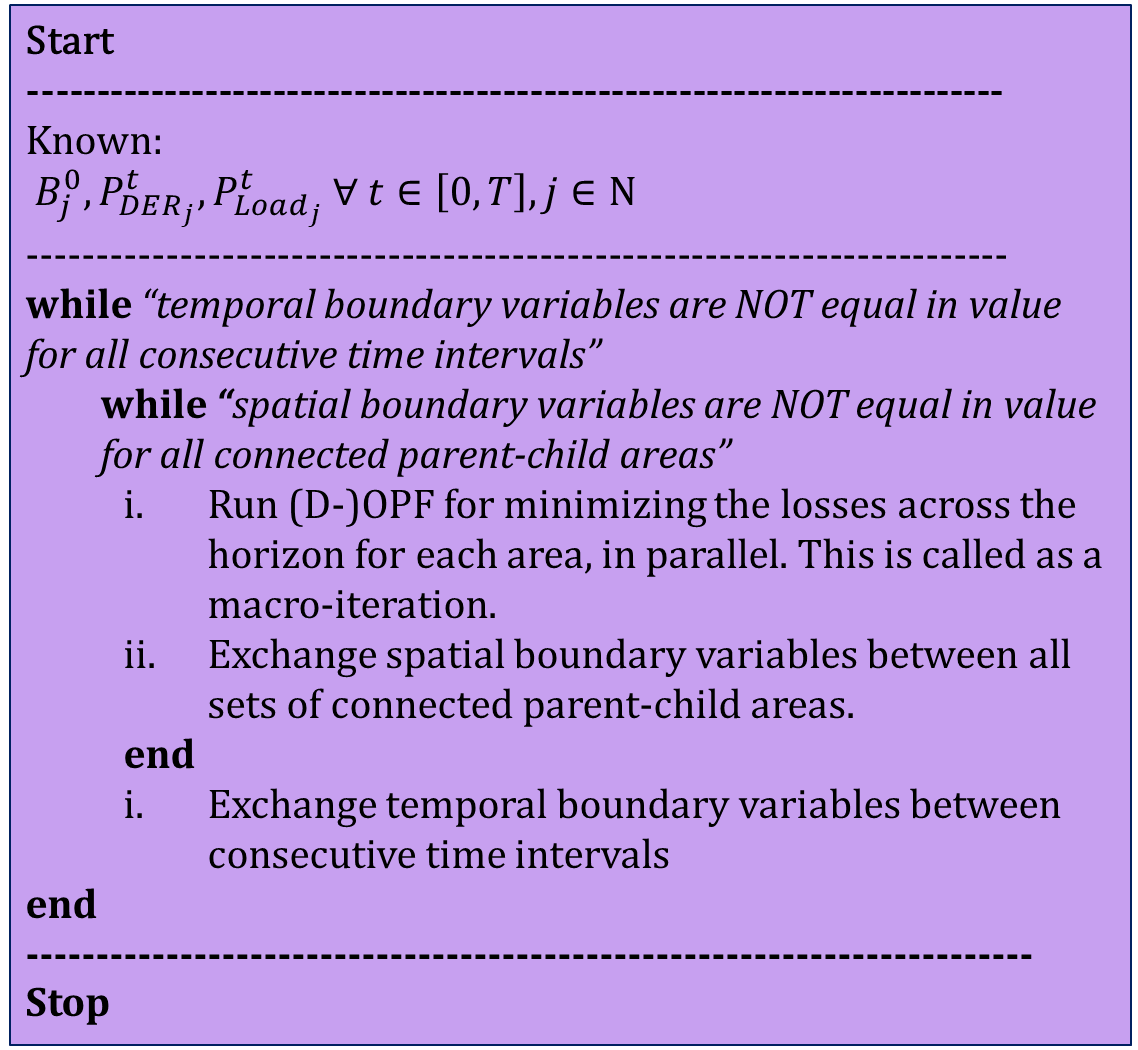 Start
-----------------------------------------------------------------------
Known:
B_j^0, P_{DER_j}^t, P_{Load_j}^t ∀ t ∈ [0, T], j ∈ N
-----------------------------------------------------------------------
while “temporal boundary variables are NOT equal in value
for all consecutive time intervals”
while “spatial boundary variables are NOT equal in value
for all connected parent-child areas”
i. Run (D-)OPF for minimizing the losses across the
horizon for each area, in parallel. This is called as a
macro-iteration.
ii. Exchange spatial boundary variables between all
sets of connected parent-child areas.
end
i. Exchange temporal boundary variables between
consecutive time intervals
end
-------------------------------------------------------------------------
Stop